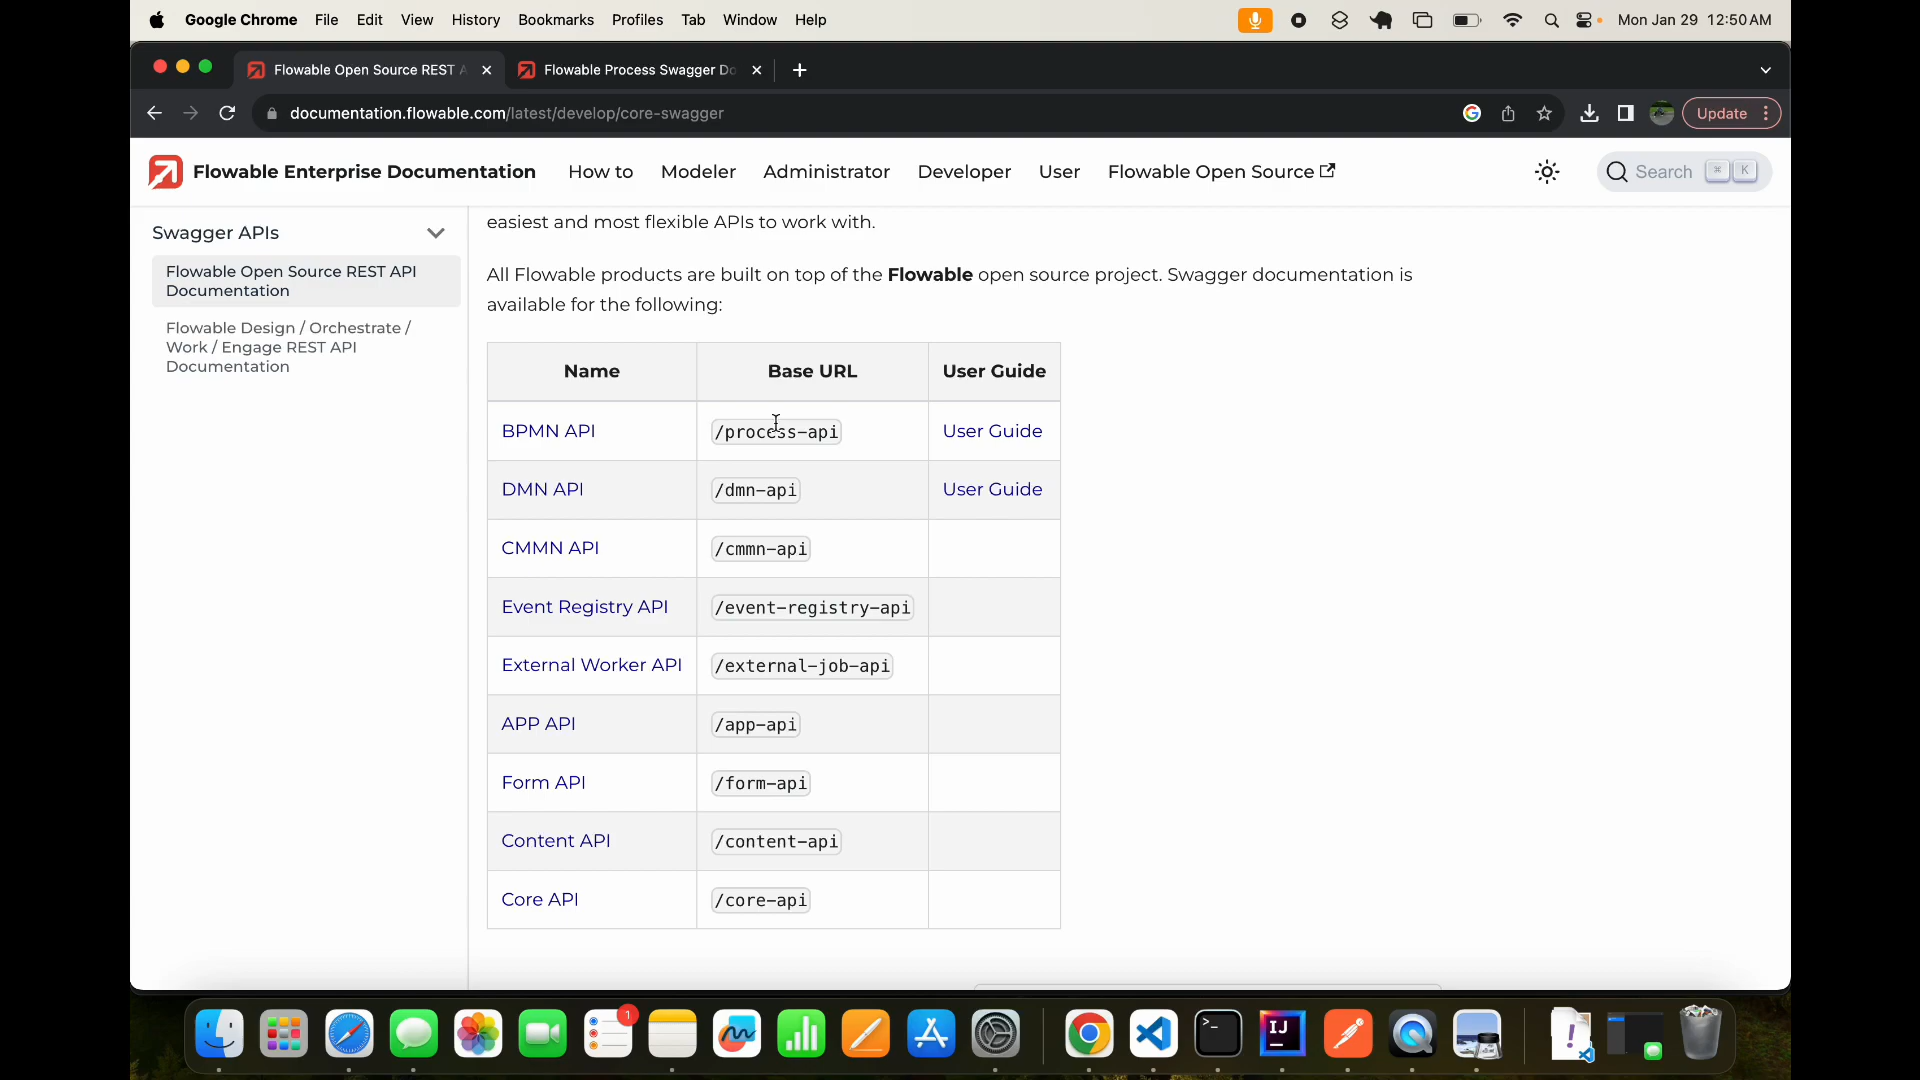 Google Chrome File Edit View History Bookmarks Profiles Tab Window Help Mon Jan 29 12:50 AM
Flowable Open Source REST A Flowable Process Swagger Do
documentation.flowable.com/latest/develop/core-swagger Update
Flowable Enterprise Documentation How to Modeler Administrator Developer User Flowable Open Source Search ⌘ K
Swagger APIs
Flowable Open Source REST API
Documentation
Flowable Design / Orchestrate /
Work / Engage REST API
Documentation
easiest and most flexible APIs to work with.
All Flowable products are built on top of the Flowable open source project. Swagger documentation is
available for the following:
Name Base URL User Guide
BPMN API /process-api User Guide
DMN API /dmn-api User Guide
CMMN API /cmmn-api
Event Registry API /event-registry-api
External Worker API /external-job-api
APP API /app-api
Form API /form-api
Content API /content-api
Core API /core-api
1
>_
IJ